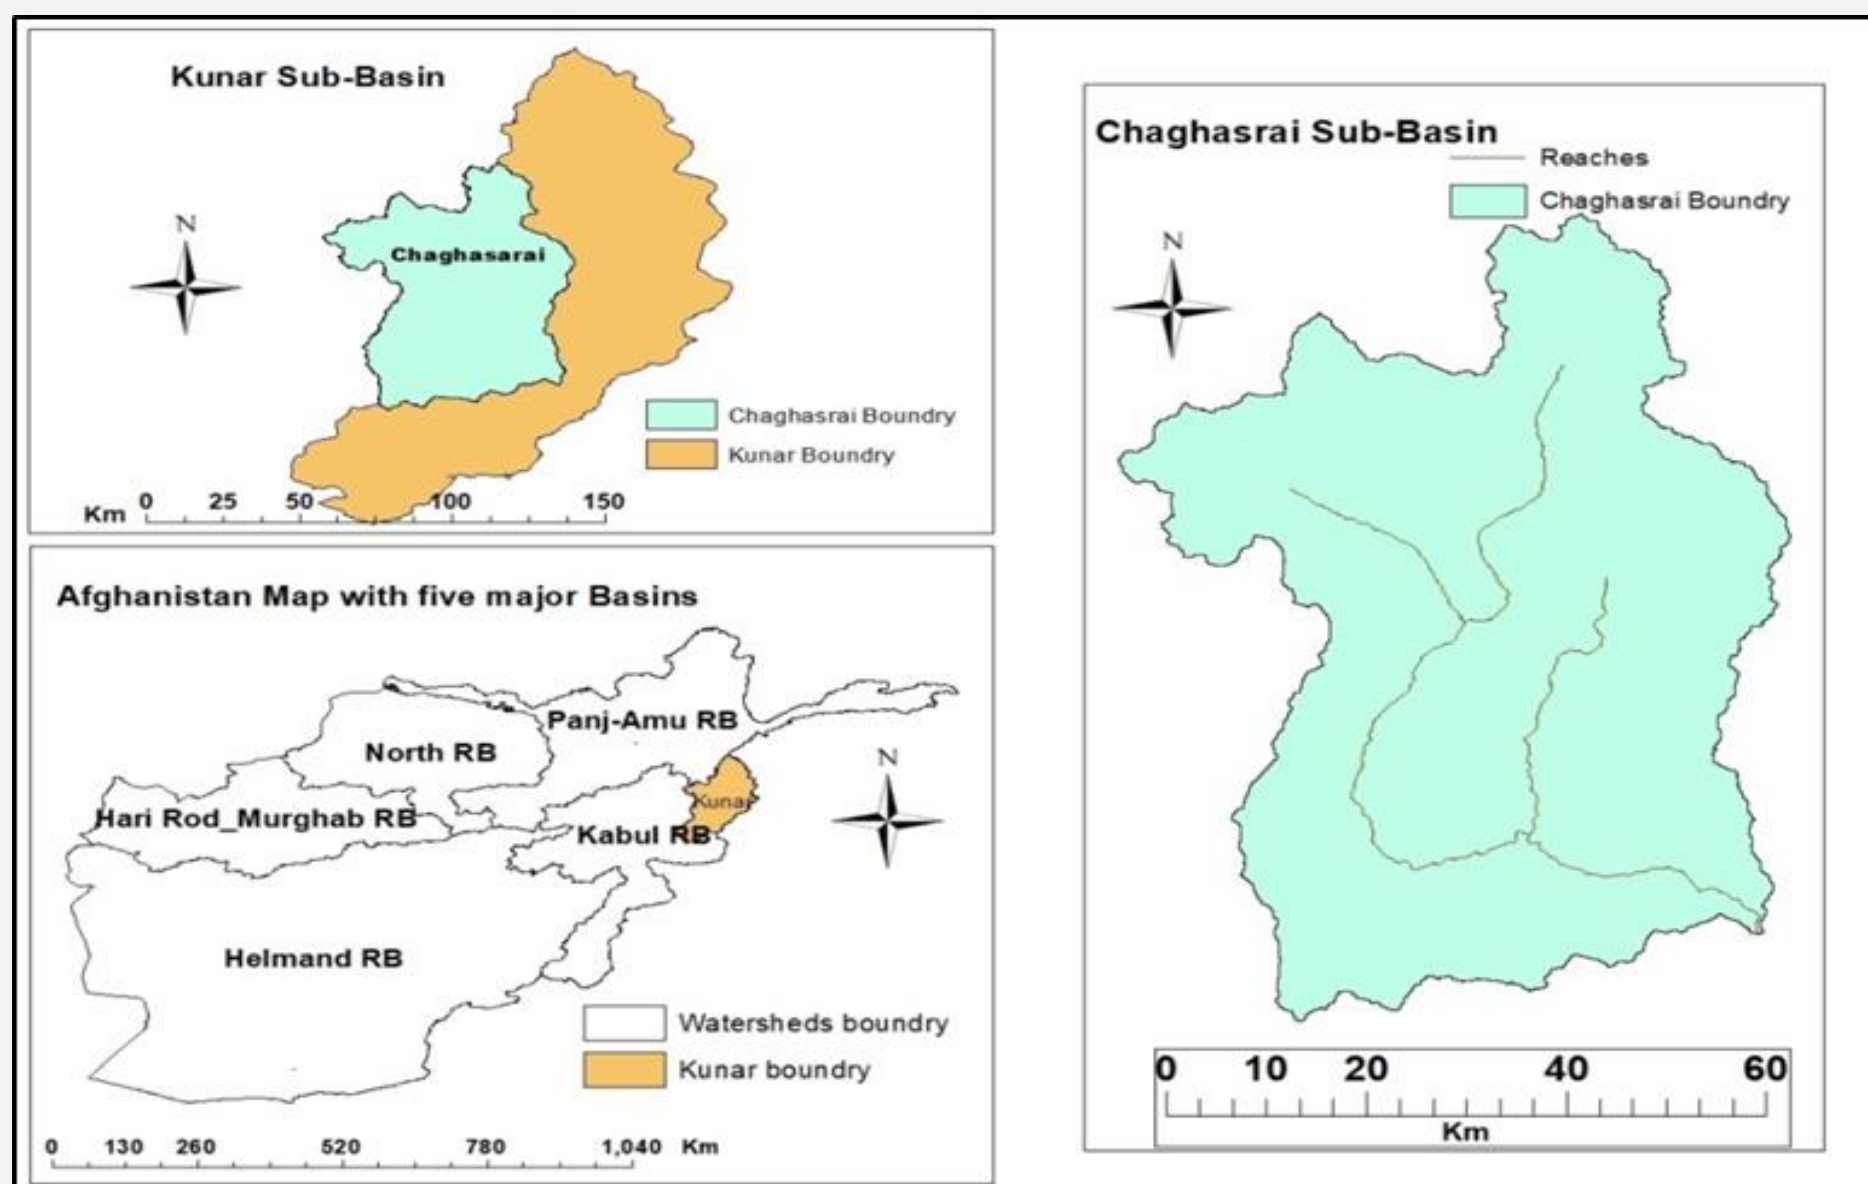 Kunar Sub-Basin
N
Chaghasarai
Chaghasrai Boundry
Kunar Boundry
Km 0 25 50 100 150
Afghanistan Map with five major Basins
Panj-Amu RB
North RB
N
Kunar
Hari Rod_Murghab RB
Kabul RB
Helmand RB
Watersheds boundry
Kunar boundry
0 130 260 520 780 1,040 Km
Chaghasrai Sub-Basin
Reaches
Chaghasrai Boundry
N
0 10 20 40 60
Km